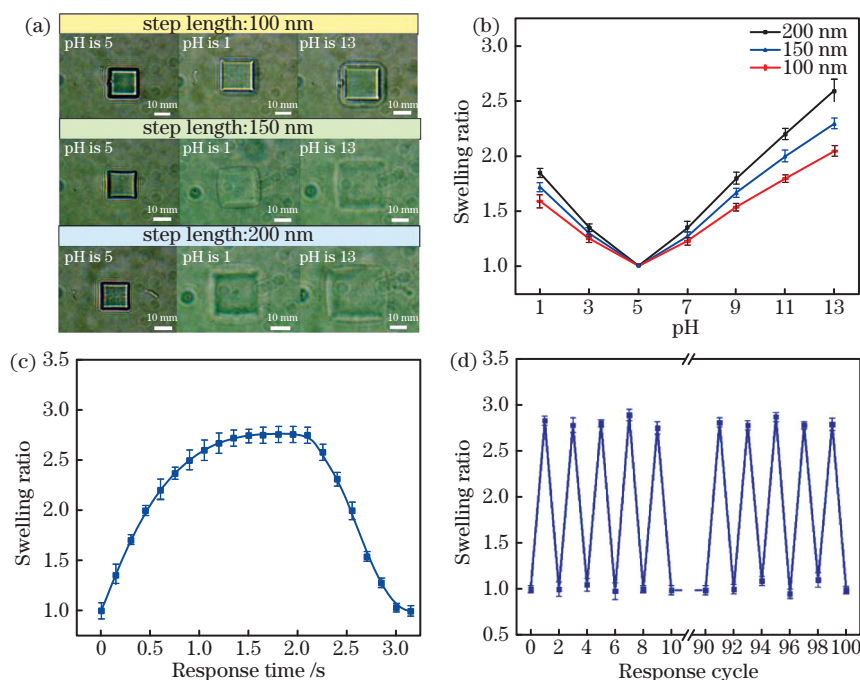 (a)
step length:100 nm
pH is 5 pH is 1 pH is 13
10 mm 10 mm 10 mm
step length:150 nm
pH is 5 pH is 1 pH is 13
10 mm 10 mm 10 mm
step length:200 nm
pH is 5 pH is 1 pH is 13
10 mm 10 mm 10 mm
(b)
200 nm
150 nm
100 nm
3.0
2.5
2.0
1.5
1.0
Swelling ratio
1 3 5 7 9 11 13
pH
(c)
3.5
3.0
2.5
2.0
1.5
1.0
Swelling ratio
0 0.5 1.0 1.5 2.0 2.5 3.0
Response time /s
(d)
3.5
3.0
2.5
2.0
1.5
1.0
0.5
Swelling ratio
0 2 4 6 8 10 90 92 94 96 98 100
Response cycle